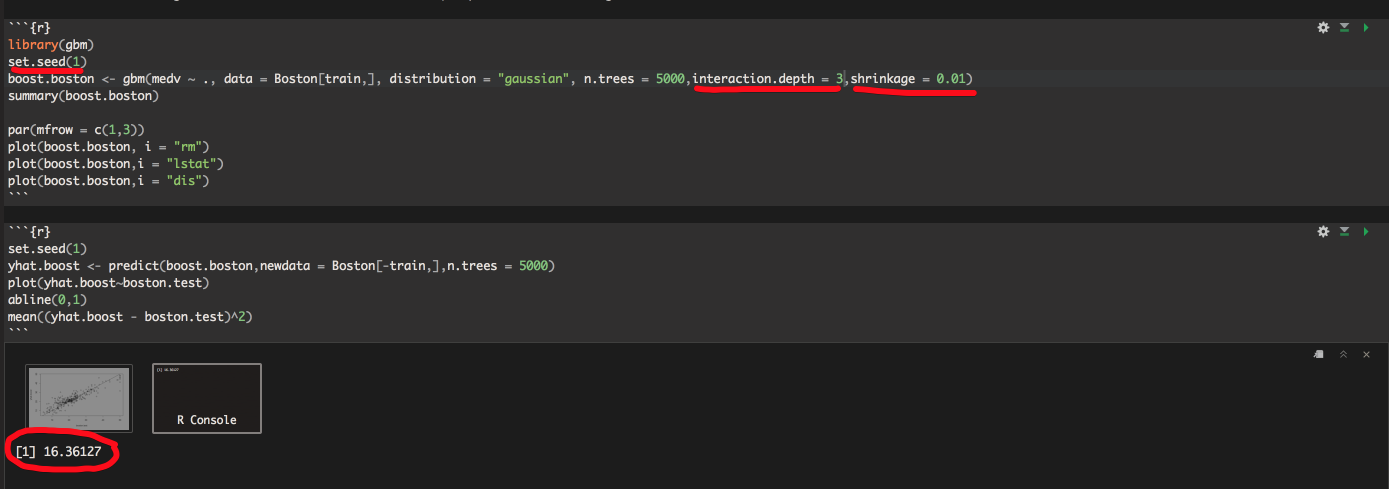 ```{r}
library(gbm)
set.seed(1)
boost.boston <- gbm(medv ~ ., data = Boston[train,], distribution = "gaussian", n.trees = 5000,interaction.depth = 3,shrinkage = 0.01)
summary(boost.boston)
par(mfrow = c(1,3))
plot(boost.boston, i = "rm")
plot(boost.boston,i = "lstat")
plot(boost.boston,i = "dis")
```
```{r}
set.seed(1)
yhat.boost <- predict(boost.boston,newdata = Boston[-train,],n.trees = 5000)
plot(yhat.boost~boston.test)
abline(0,1)
mean((yhat.boost - boston.test)^2)
```
[1] 16.36127
R Console
[1] 16.36127